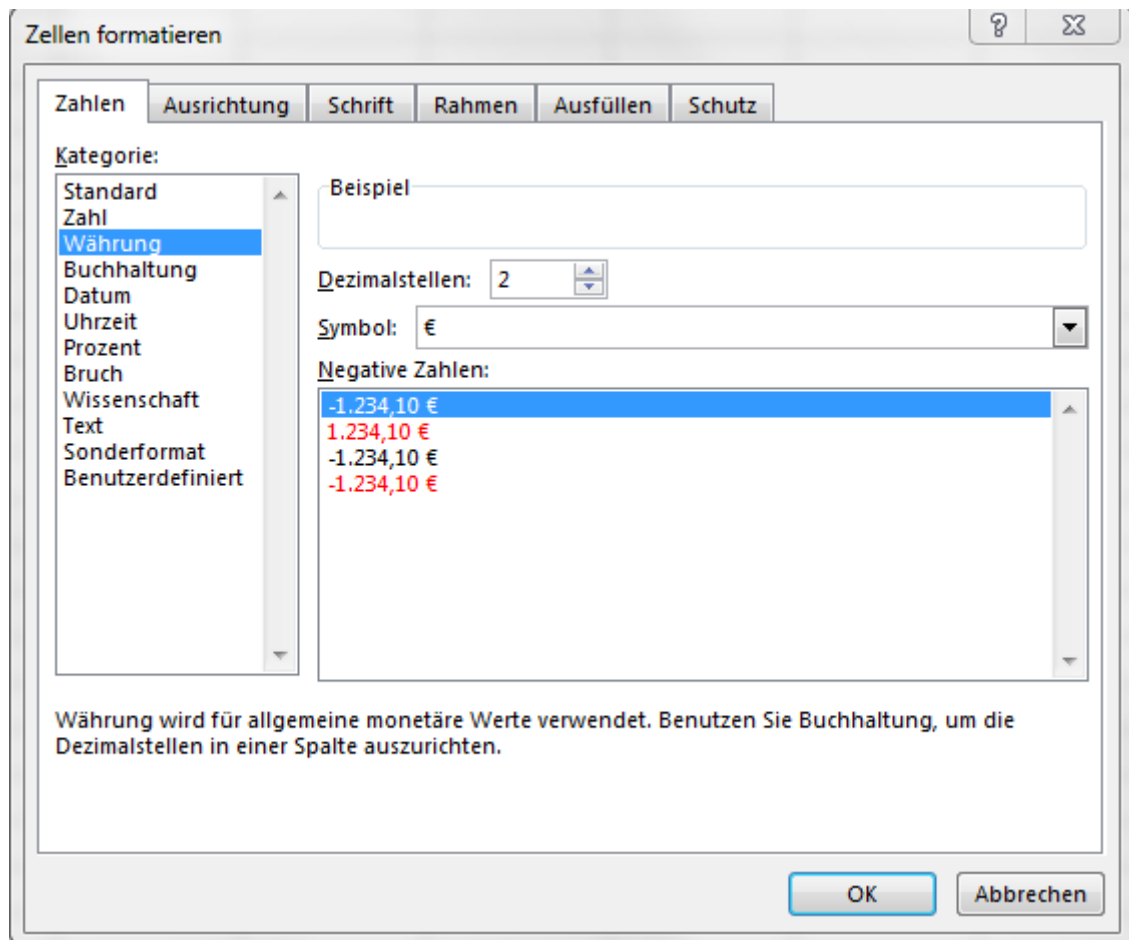 Zellen formatieren
Zahlen Ausrichtung Schrift Rahmen Ausfüllen Schutz
Kategorie:
Standard
Zahl
Währung
Buchhaltung
Datum
Uhrzeit
Prozent
Bruch
Wissenschaft
Text
Sonderformat
Benutzerdefiniert
Beispiel
Dezimalstellen: 2
Symbol: €
Negative Zahlen:
-1.234,10 €
1.234,10 €
-1.234,10 €
-1.234,10 €
Währung wird für allgemeine monetäre Werte verwendet. Benutzen Sie Buchhaltung, um die
Dezimalstellen in einer Spalte auszurichten.
OK Abbrechen